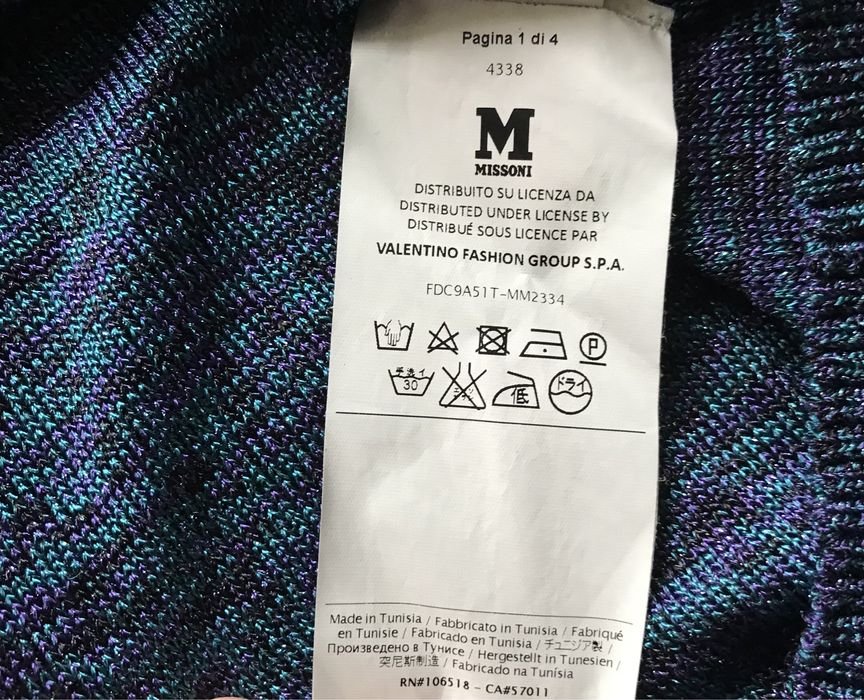 Pagina 1 di 4
4338
M
MISSONI
DISTRIBUITO SU LICENZA DA
DISTRIBUTED UNDER LICENSE BY
DISTRIBUÉ SOUS LICENCE PAR
VALENTINO FASHION GROUP S.P.A.
FDC9A51T-MM2334
P
手洗イ
30
低
ドライ
Made in Tunisia / Fabbricato in Tunisia / Fabriqué
en Tunisie / Fabricado en Tunisia / チュニジア製 /
Произведено в Тунисе / Hergestellt in Tunesien /
突尼斯制造 / Fabricado na Tunísia
RN#106518 - CA#57011